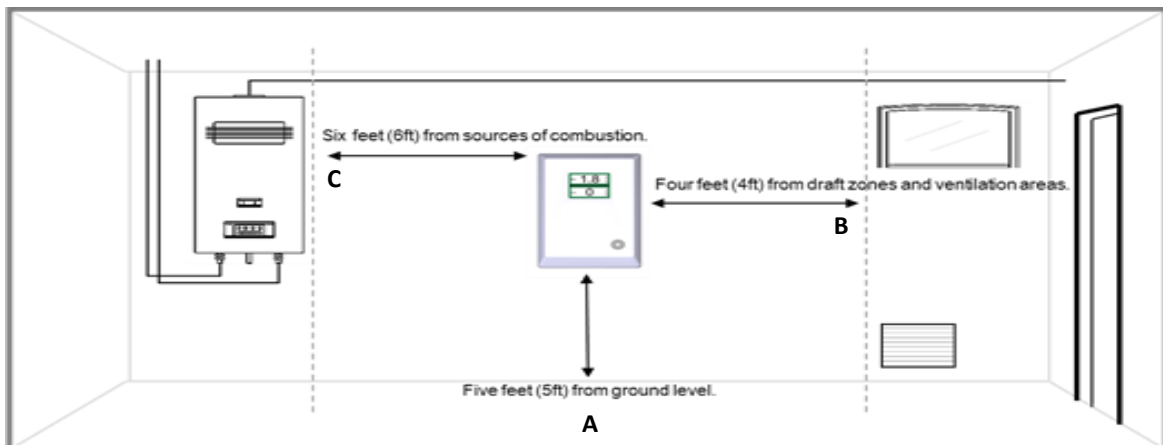 Six feet (6ft) from sources of combustion.
C
- 1.8
- 0
Four feet (4ft) from draft zones and ventilation areas.
B
Five feet (5ft) from ground level.
A